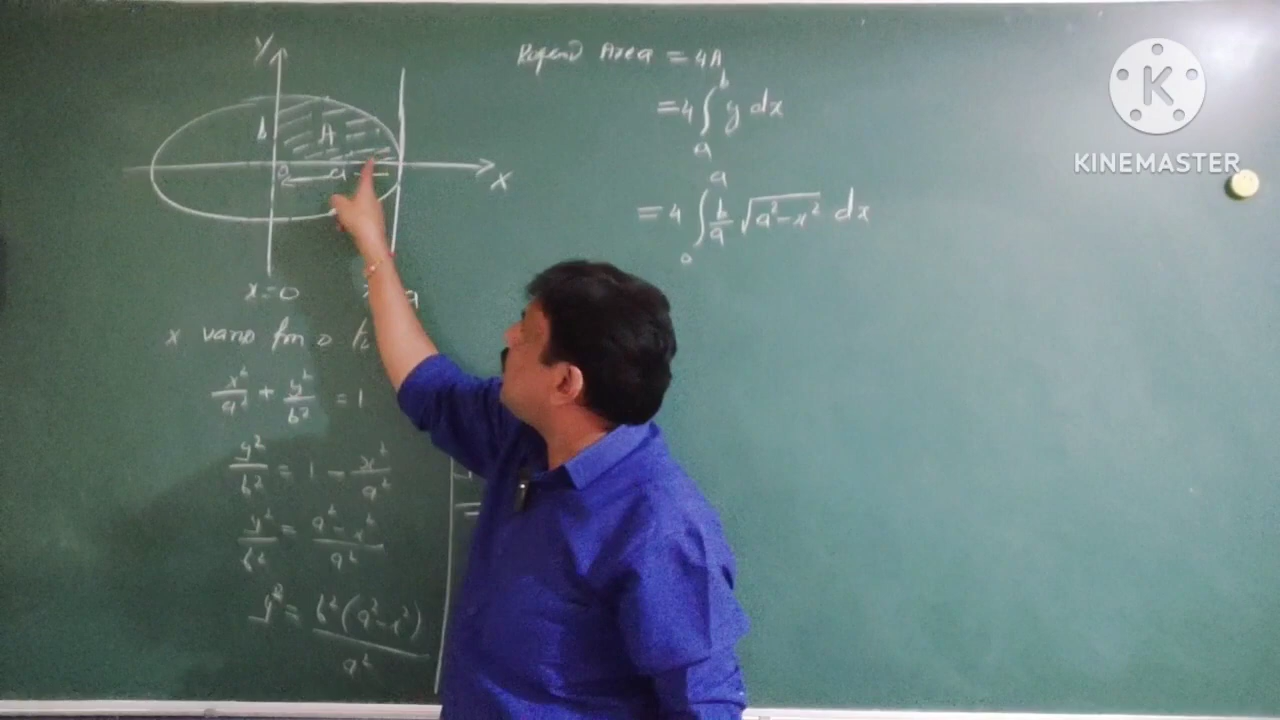 Y
b
A
0
a
X
x=0
a
x varies from 0 to
x²/a² + y²/b² = 1
y²/b² = 1 - x²/a²
y²/b² = a² - x²/a²
y² = b²(a² - x²)/a²
Required Area = 4A
= 4 ∫ₐᵇ y dx
= 4 ∫₀ᵃ b/a √a²-x² dx
K
KINEMASTER